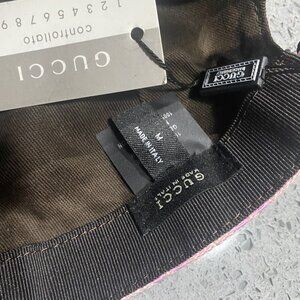 GUCCI
controllato
1 2 3 4 5 6 7 8 9
GUCCI
M
MADE IN ITALY
GUCCI
MADE IN ITALY